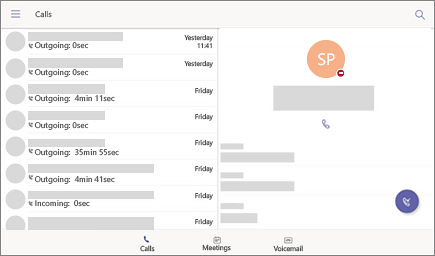 Calls
Yesterday
11:41
Outgoing: 0sec
Yesterday
Outgoing: 0sec
Friday
Outgoing: 4min 11sec
Friday
Outgoing: 0sec
Friday
Outgoing: 35min 55sec
Friday
Outgoing: 4min 41sec
Friday
Incoming: 0sec
Friday
SP
Calls
Meetings
Voicemail